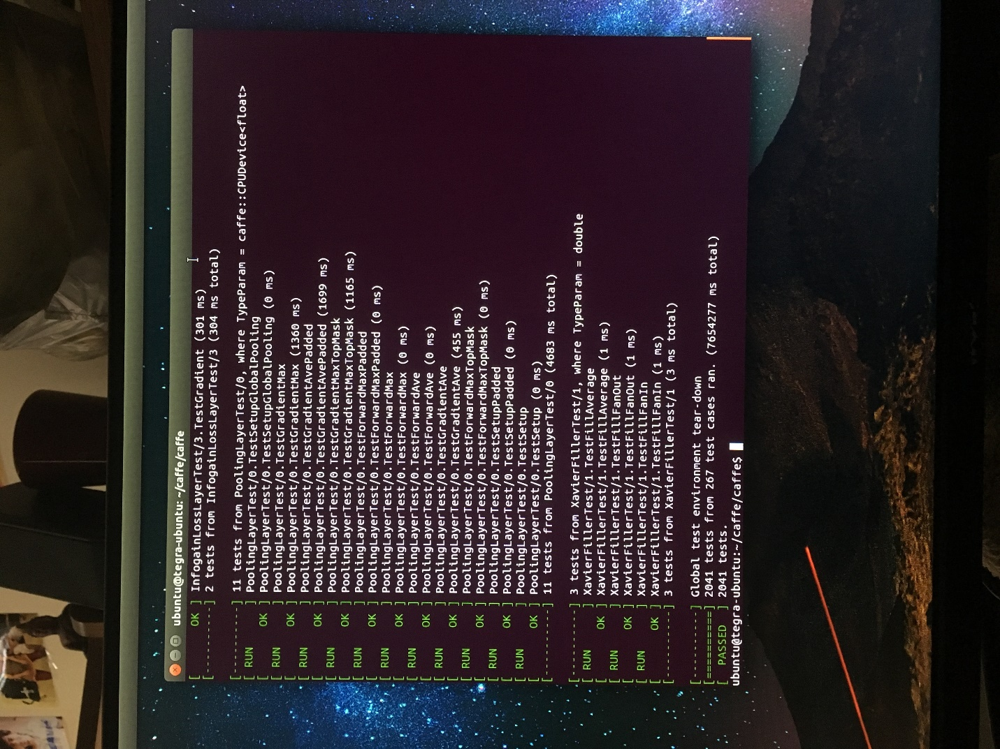 ubuntu@tegra-ubuntu: ~/caffe/caffe
[       OK ] InfogainLossLayerTest/3.TestGradient (301 ms)
[----------] 2 tests from InfogainLossLayerTest/3 (304 ms total)
[----------] 11 tests from PoolingLayerTest/0, where TypeParam = caffe::CPUDevice<float>
[ RUN      ] PoolingLayerTest/0.TestSetupGlobalPooling
[       OK ] PoolingLayerTest/0.TestSetupGlobalPooling (0 ms)
[ RUN      ] PoolingLayerTest/0.TestGradientMax
[       OK ] PoolingLayerTest/0.TestGradientMax (1360 ms)
[ RUN      ] PoolingLayerTest/0.TestGradientAvePadded
[       OK ] PoolingLayerTest/0.TestGradientAvePadded (1699 ms)
[ RUN      ] PoolingLayerTest/0.TestGradientMaxTopMask
[       OK ] PoolingLayerTest/0.TestGradientMaxTopMask (1165 ms)
[ RUN      ] PoolingLayerTest/0.TestForwardMaxPadded
[       OK ] PoolingLayerTest/0.TestForwardMaxPadded (0 ms)
[ RUN      ] PoolingLayerTest/0.TestForwardMax
[       OK ] PoolingLayerTest/0.TestForwardMax (0 ms)
[ RUN      ] PoolingLayerTest/0.TestForwardAve
[       OK ] PoolingLayerTest/0.TestForwardAve (0 ms)
[ RUN      ] PoolingLayerTest/0.TestGradientAve
[       OK ] PoolingLayerTest/0.TestGradientAve (455 ms)
[ RUN      ] PoolingLayerTest/0.TestForwardMaxTopMask
[       OK ] PoolingLayerTest/0.TestForwardMaxTopMask (0 ms)
[ RUN      ] PoolingLayerTest/0.TestSetupPadded
[       OK ] PoolingLayerTest/0.TestSetupPadded (0 ms)
[ RUN      ] PoolingLayerTest/0.TestSetup
[       OK ] PoolingLayerTest/0.TestSetup (0 ms)
[----------] 11 tests from PoolingLayerTest/0 (4683 ms total)
[----------] 3 tests from XavierFillerTest/1, where TypeParam = double
[ RUN      ] XavierFillerTest/1.TestFillAverage
[       OK ] XavierFillerTest/1.TestFillAverage (1 ms)
[ RUN      ] XavierFillerTest/1.TestFillFanOut
[       OK ] XavierFillerTest/1.TestFillFanOut (1 ms)
[ RUN      ] XavierFillerTest/1.TestFillFanIn
[       OK ] XavierFillerTest/1.TestFillFanIn (1 ms)
[----------] 3 tests from XavierFillerTest/1 (3 ms total)
[----------] Global test environment tear-down
[==========] 2041 tests from 267 test cases ran. (7654277 ms total)
[  PASSED  ] 2041 tests.
ubuntu@tegra-ubuntu:~/caffe/caffe$